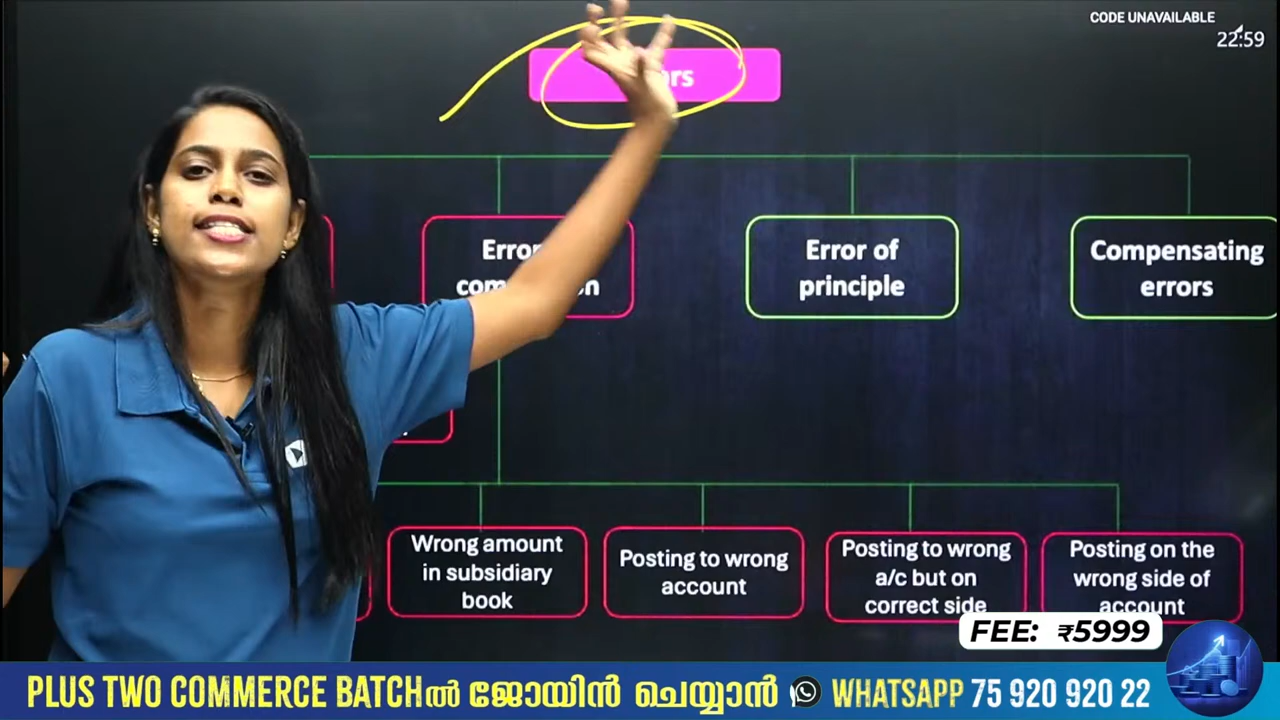 CODE UNAVAILABLE
22:59
Error of
principle
Compensating
errors
Wrong amount
in subsidiary
book
Posting to wrong
account
Posting to wrong
a/c but on
correct side
Posting on the
wrong side of
account
FEE: ₹5999
PLUS TWO COMMERCE BATCHൽ ജോയിൻ ചെയ്യാൻ WHATSAPP 75 920 920 22